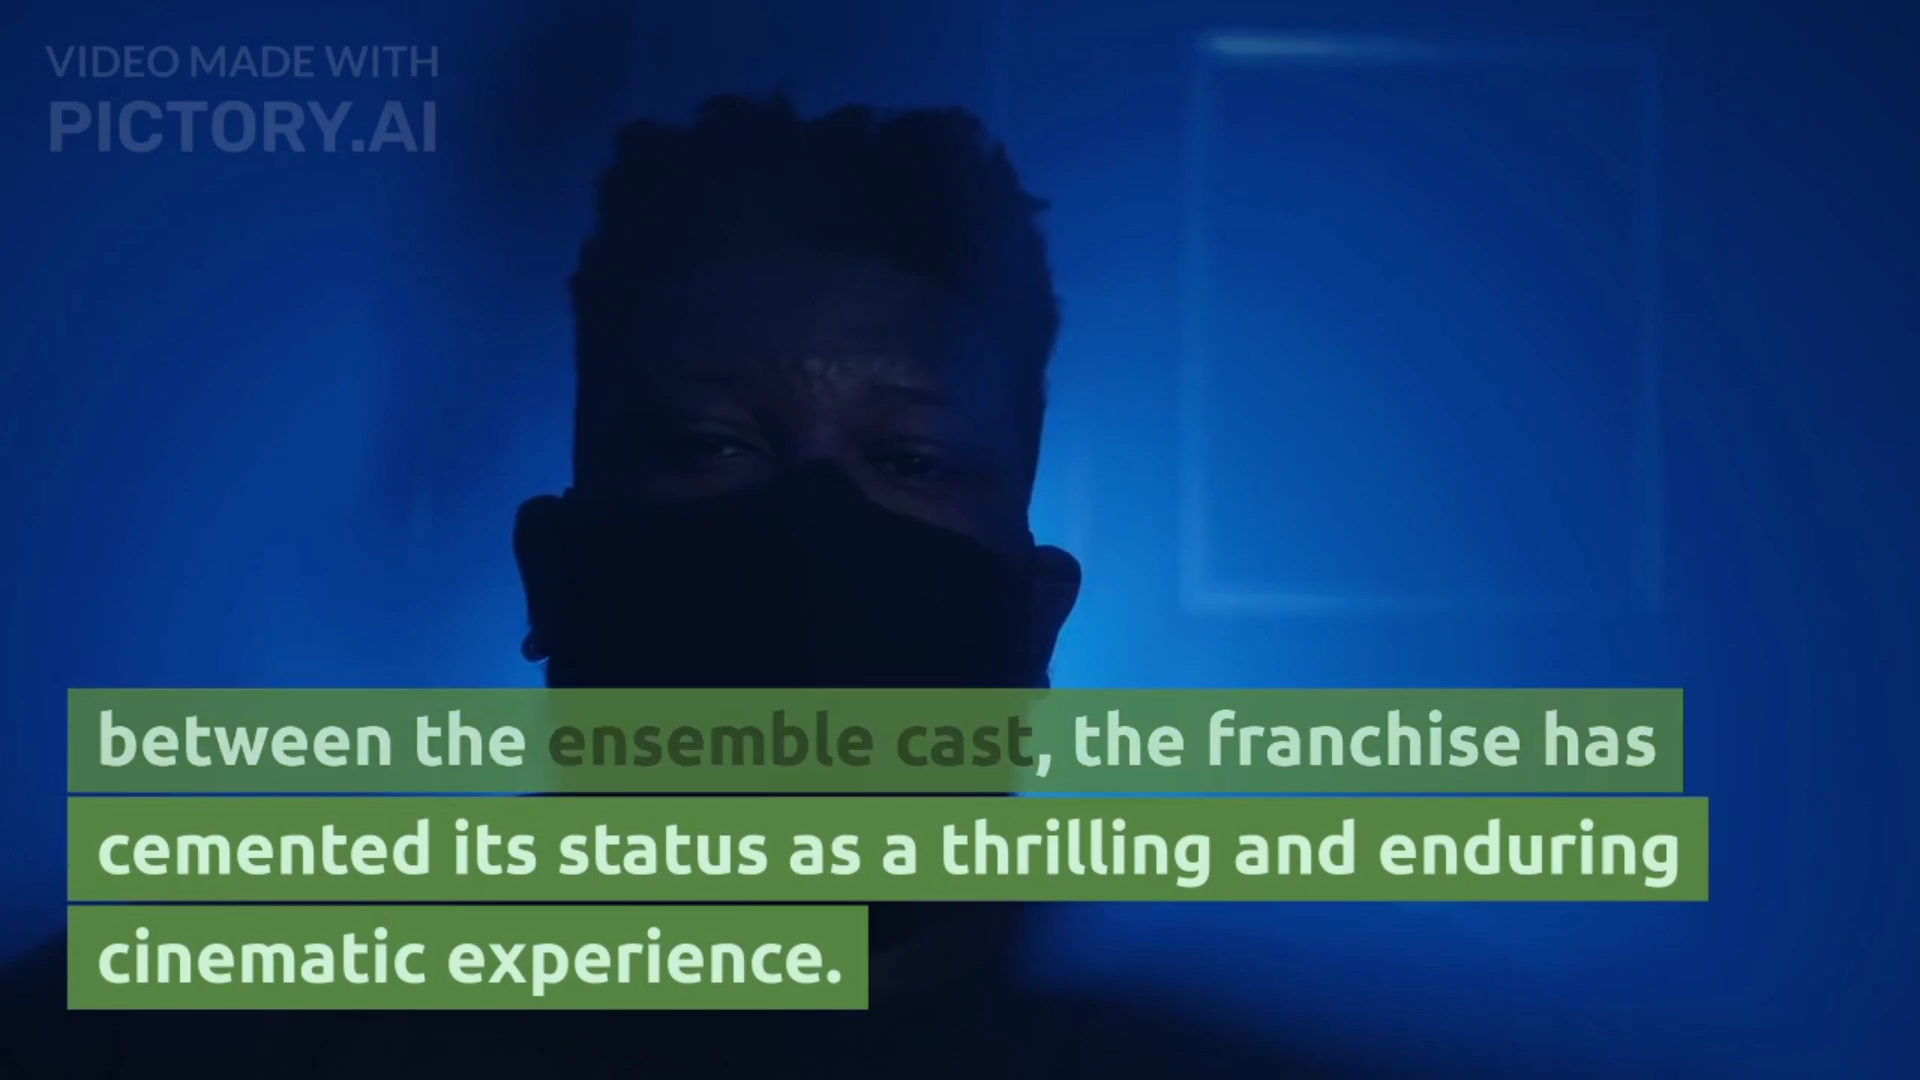 VIDEO MADE WITH
PICTORY.AI
between the ensemble cast, the franchise has
cemented its status as a thrilling and enduring
cinematic experience.